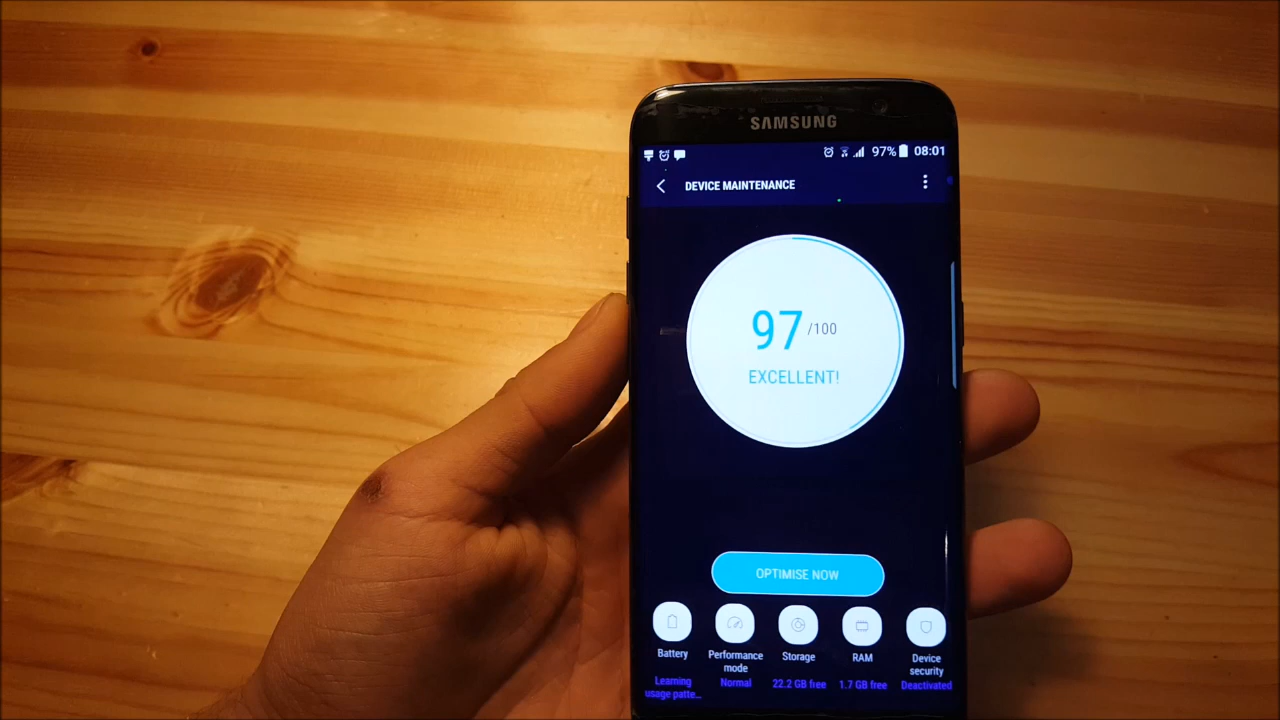 SAMSUNG
97% 08:01
DEVICE MAINTENANCE
97 /100
EXCELLENT!
OPTIMISE NOW
Battery
Learning
usage patte...
Performance
mode
Normal
Storage
22.2 GB free
RAM
1.7 GB free
Device
security
Deactivated